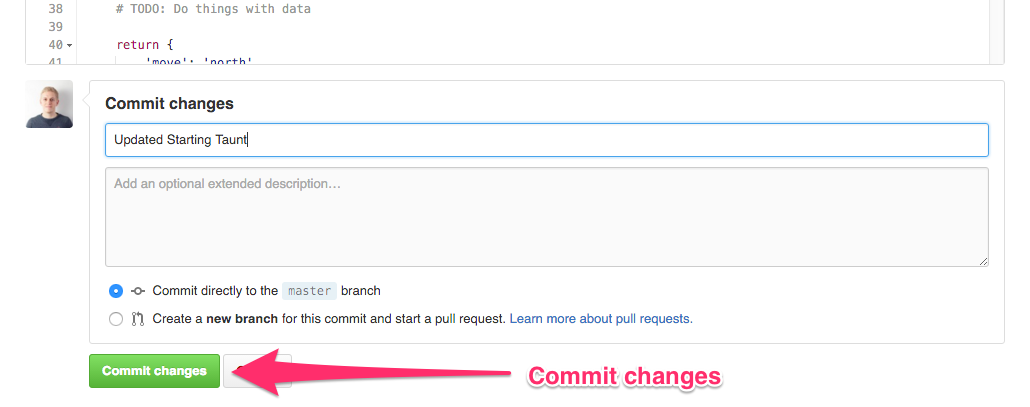 38 # TODO: Do things with data
39
40 return {
41 'move': 'north'
Commit changes
Updated Starting Taunt
Add an optional extended description…
Commit directly to the master branch
Create a new branch for this commit and start a pull request. Learn more about pull requests.
Commit changes
Commit changes